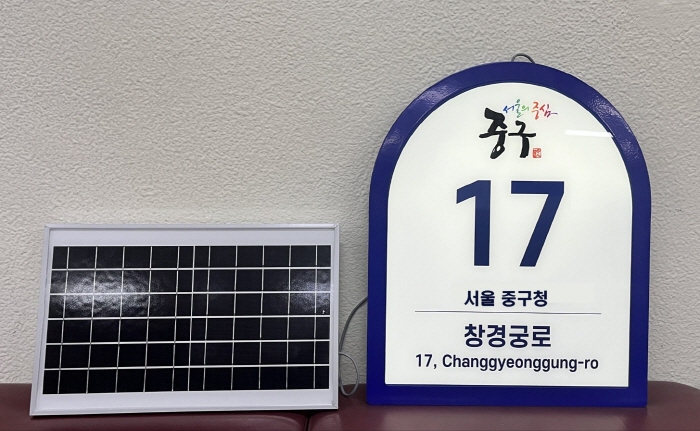 서울의 중심
중구
17
서울 중구청
창경궁로
17, Changgyeonggung-ro